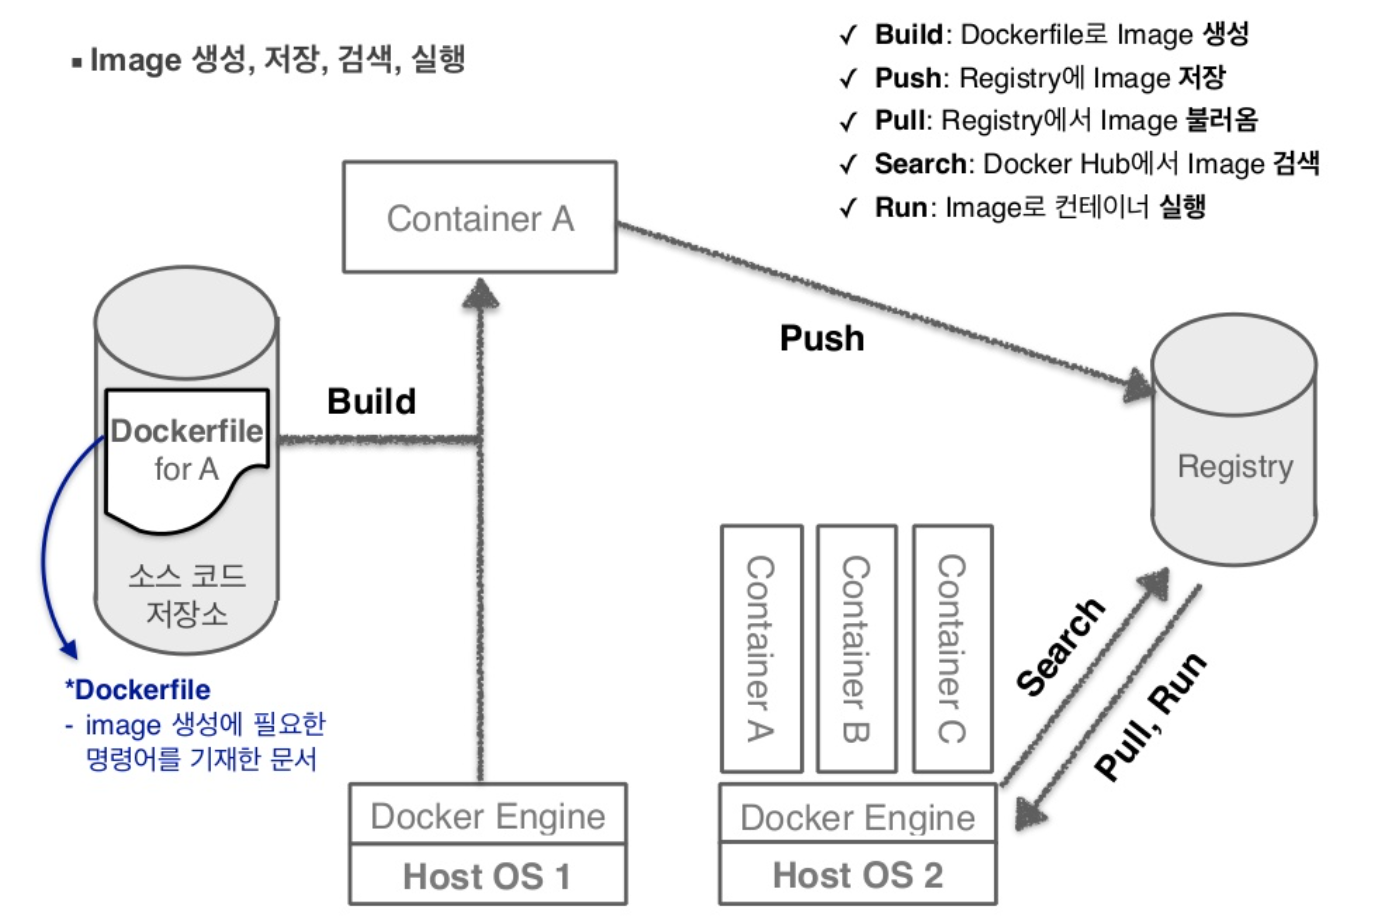 ▪ Image 생성, 저장, 검색, 실행
✓ Build: Dockerfile로 Image 생성
✓ Push: Registry에 Image 저장
✓ Pull: Registry에서 Image 불러옴
✓ Search: Docker Hub에서 Image 검색
✓ Run: Image로 컨테이너 실행
Container A
Push
Build
Dockerfile
for A
소스 코드
저장소
*Dockerfile
- image 생성에 필요한
명령어를 기재한 문서
Docker Engine
Host OS 1
Container A
Container B
Container C
Docker Engine
Host OS 2
Registry
Search
Pull, Run